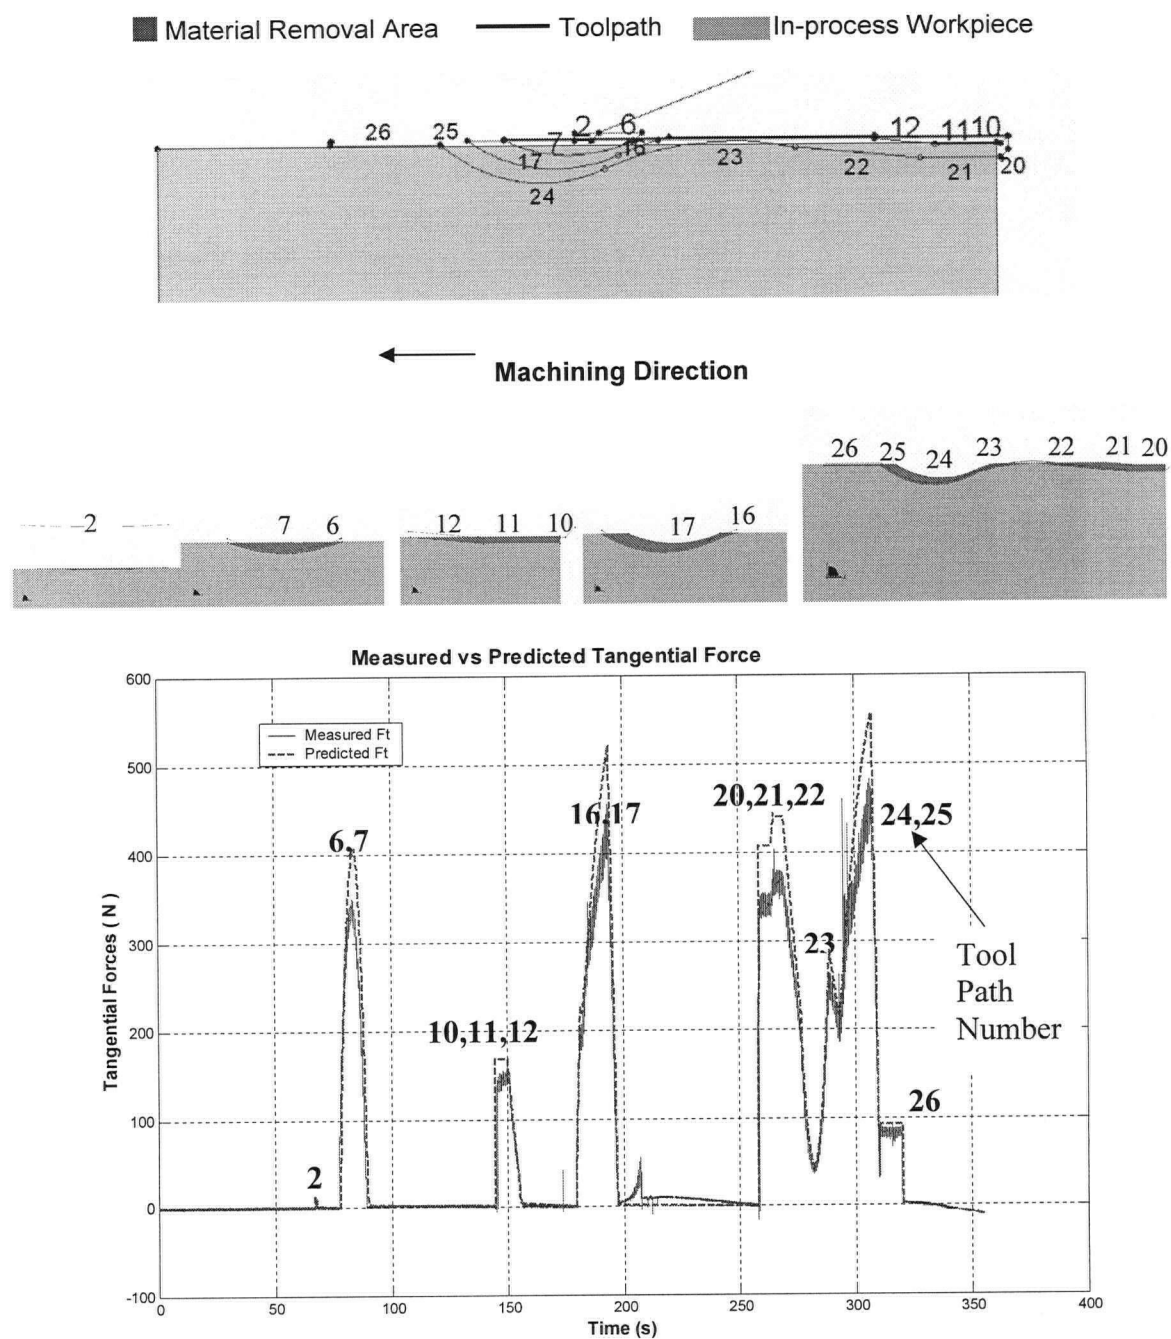 Material Removal Area Toolpath In-process Workpiece
26 25 2 6 12 11 10
7 16
17 23 22 21 20
24
Machining Direction
26 25 24 23 22 21 20
2 7 6 12 11 10 17 16
Measured vs Predicted Tangential Force
Measured Ft
Predicted Ft
600
500
400
300
200
100
0
-100
Tangential Forces ( N )
2
6,7
10,11,12
16,17
20,21,22
23
24,25
26
Tool
Path
Number
0 50 100 150 200 250 300 350 400
Time (s)